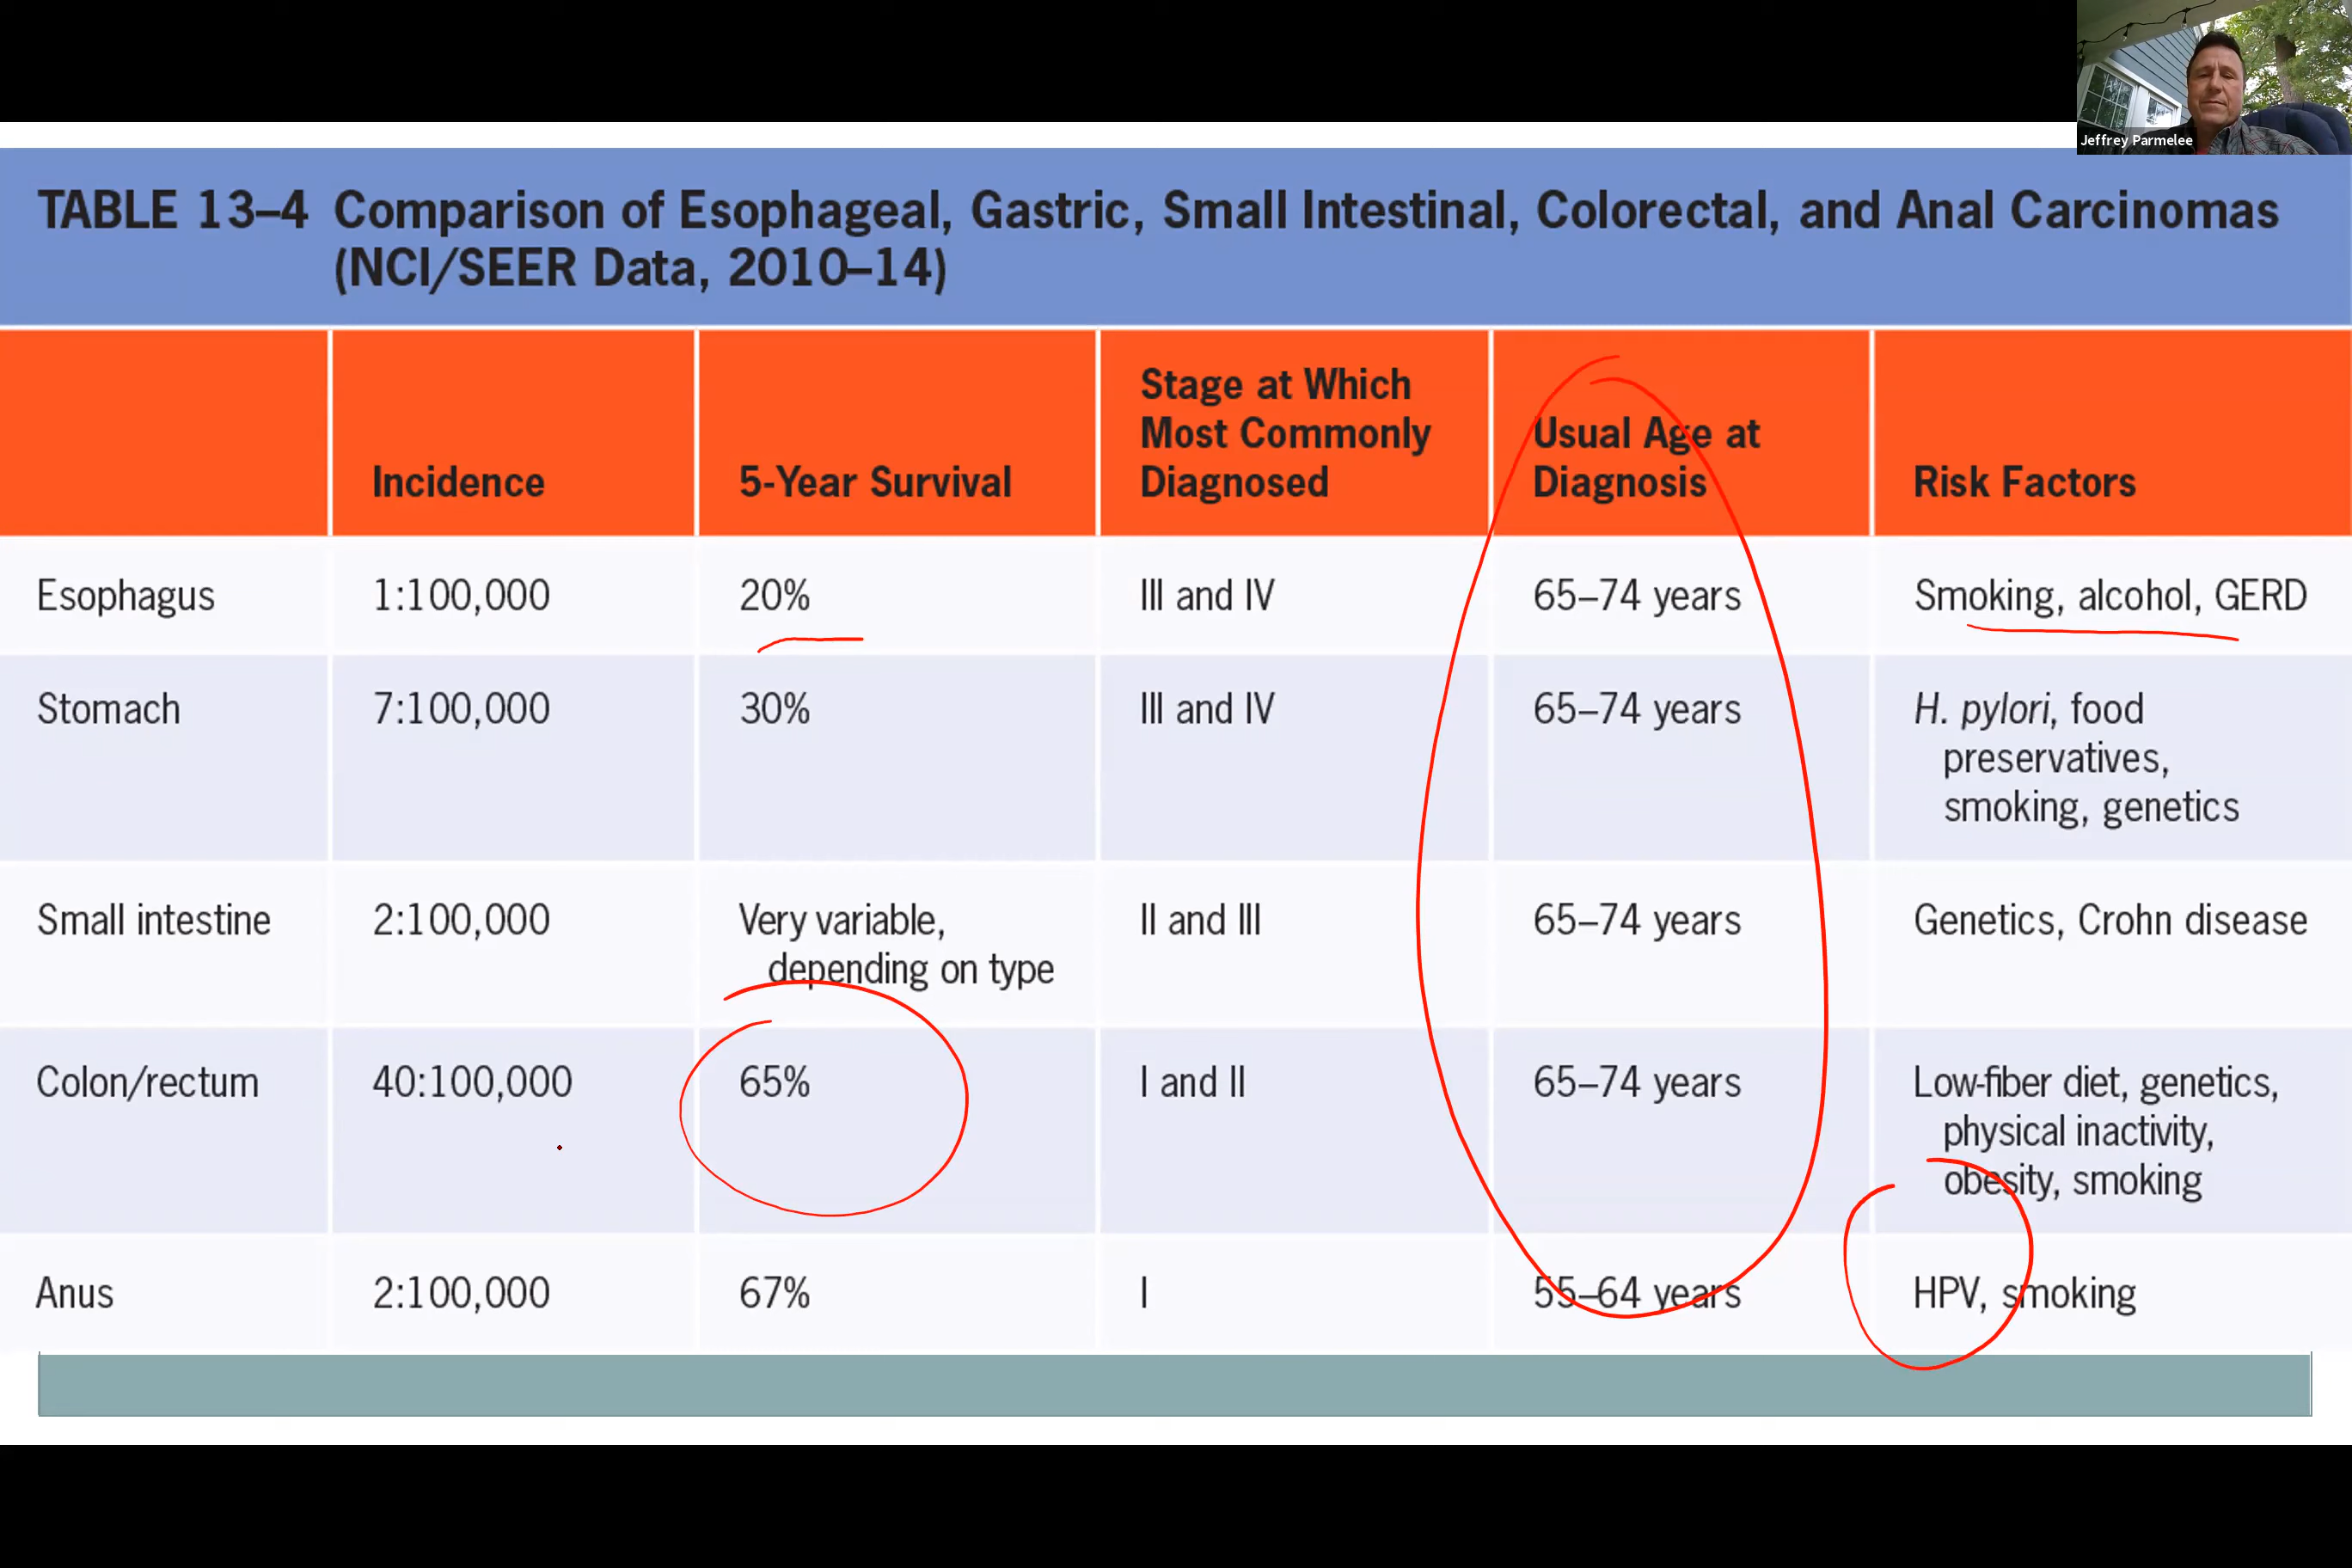 Jeffrey Parmelee
TABLE 13–4 Comparison of Esophageal, Gastric, Small Intestinal, Colorectal, and Anal Carcinomas
(NCI/SEER Data, 2010–14)
Incidence
5-Year Survival
Stage at Which
Most Commonly
Diagnosed
Usual Age at
Diagnosis
Risk Factors
Esophagus 1:100,000 20% III and IV 65–74 years Smoking, alcohol, GERD
Stomach 7:100,000 30% III and IV 65–74 years H. pylori, food
preservatives,
smoking, genetics
Small intestine 2:100,000 Very variable, II and III 65–74 years Genetics, Crohn disease
depending on type
Colon/rectum 40:100,000 65% I and II 65–74 years Low-fiber diet, genetics,
physical inactivity,
obesity, smoking
Anus 2:100,000 67% I 55–64 years HPV, smoking